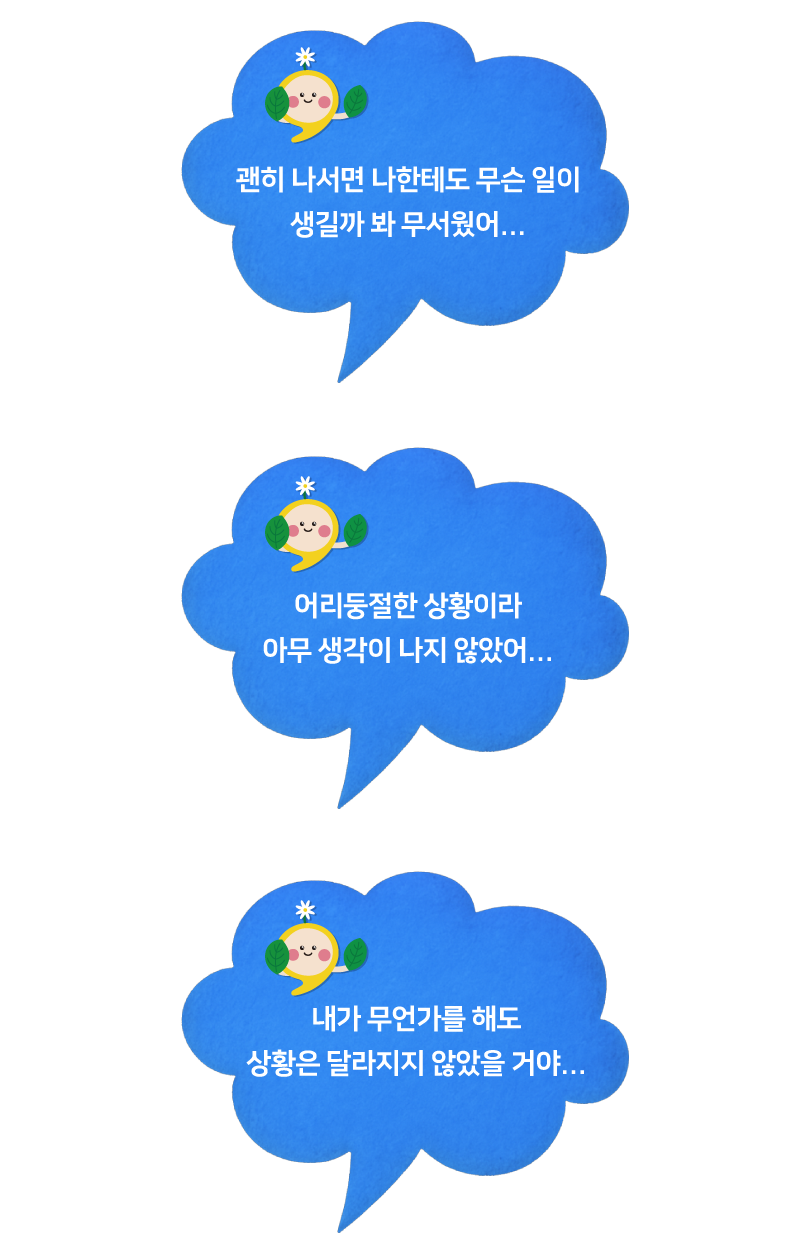 괜히 나서면 나한테도 무슨 일이
생길까 봐 무서웠어...
어리둥절한 상황이라
아무 생각이 나지 않았어...
내가 무언가를 해도
상황은 달라지지 않았을 거야...